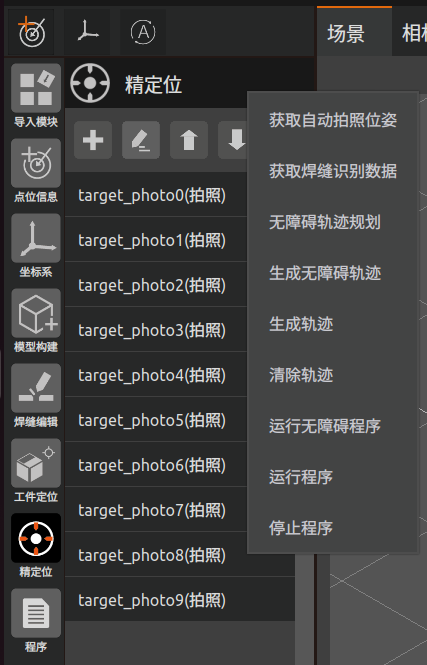 场景
导入模块
点位信息
坐标系
模型构建
焊缝编辑
工件定位
精定位
程序
精定位
target_photo0(拍照)
target_photo1(拍照)
target_photo2(拍照)
target_photo3(拍照)
target_photo4(拍照)
target_photo5(拍照)
target_photo6(拍照)
target_photo7(拍照)
target_photo8(拍照)
target_photo9(拍照)
获取自动拍照位姿
获取焊缝识别数据
无障碍轨迹规划
生成无障碍轨迹
生成轨迹
清除轨迹
运行无障碍程序
运行程序
停止程序